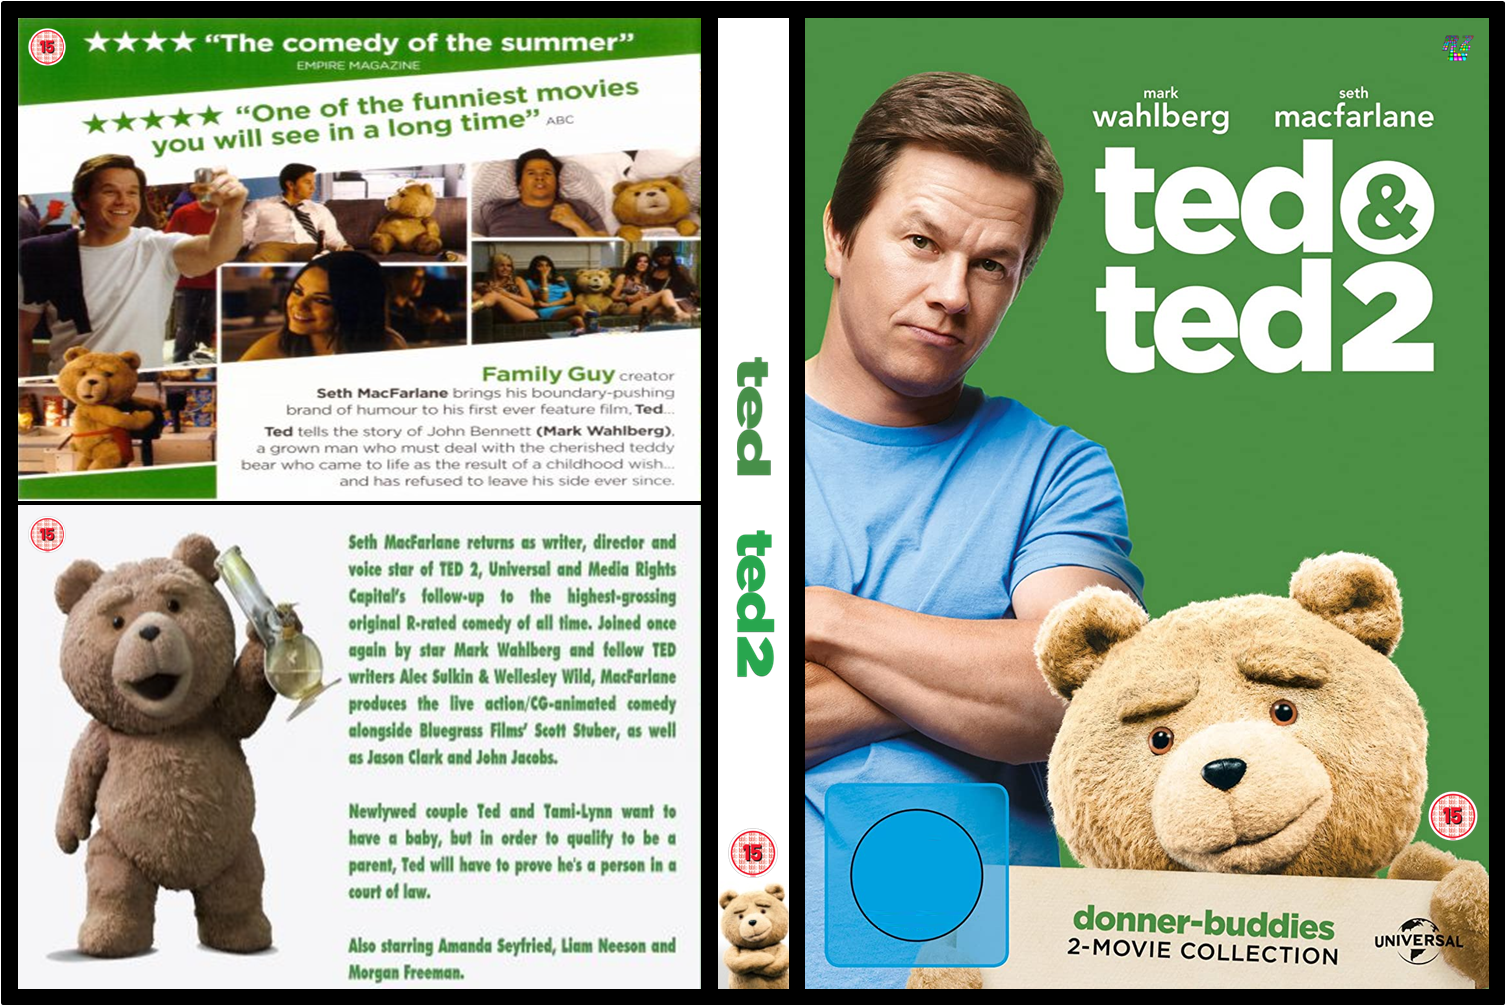 15
★★★★ “The comedy of the summer”
EMPIRE MAGAZINE
★★★★★ “One of the funniest movies
you will see in a long time” ABC
Family Guy creator
Seth MacFarlane brings his boundary-pushing
brand of humour to his first ever feature film, Ted...
Ted tells the story of John Bennett (Mark Wahlberg),
a grown man who must deal with the cherished teddy
bear who came to life as the result of a childhood wish...
and has refused to leave his side ever since.
15
Seth MacFarlane returns as writer, director and
voice star of TED 2, Universal and Media Rights
Capital's follow-up to the highest-grossing
original R-rated comedy of all time. Joined once
again by star Mark Wahlberg and fellow TED
writers Alec Sulkin & Wellesley Wild, MacFarlane
produces the live action/CG-animated comedy
alongside Bluegrass Films' Scott Stuber, as well
as Jason Clark and John Jacobs.
Newlywed couple Ted and Tami-Lynn want to
have a baby, but in order to qualify to be a
parent, Ted will have to prove he's a person in a
court of law.
Also starring Amanda Seyfried, Liam Neeson and
Morgan Freeman.
ted
ted2
15
mark
wahlberg
seth
macfarlane
ted &
ted2
15
donner-buddies
2-MOVIE COLLECTION
UNIVERSAL